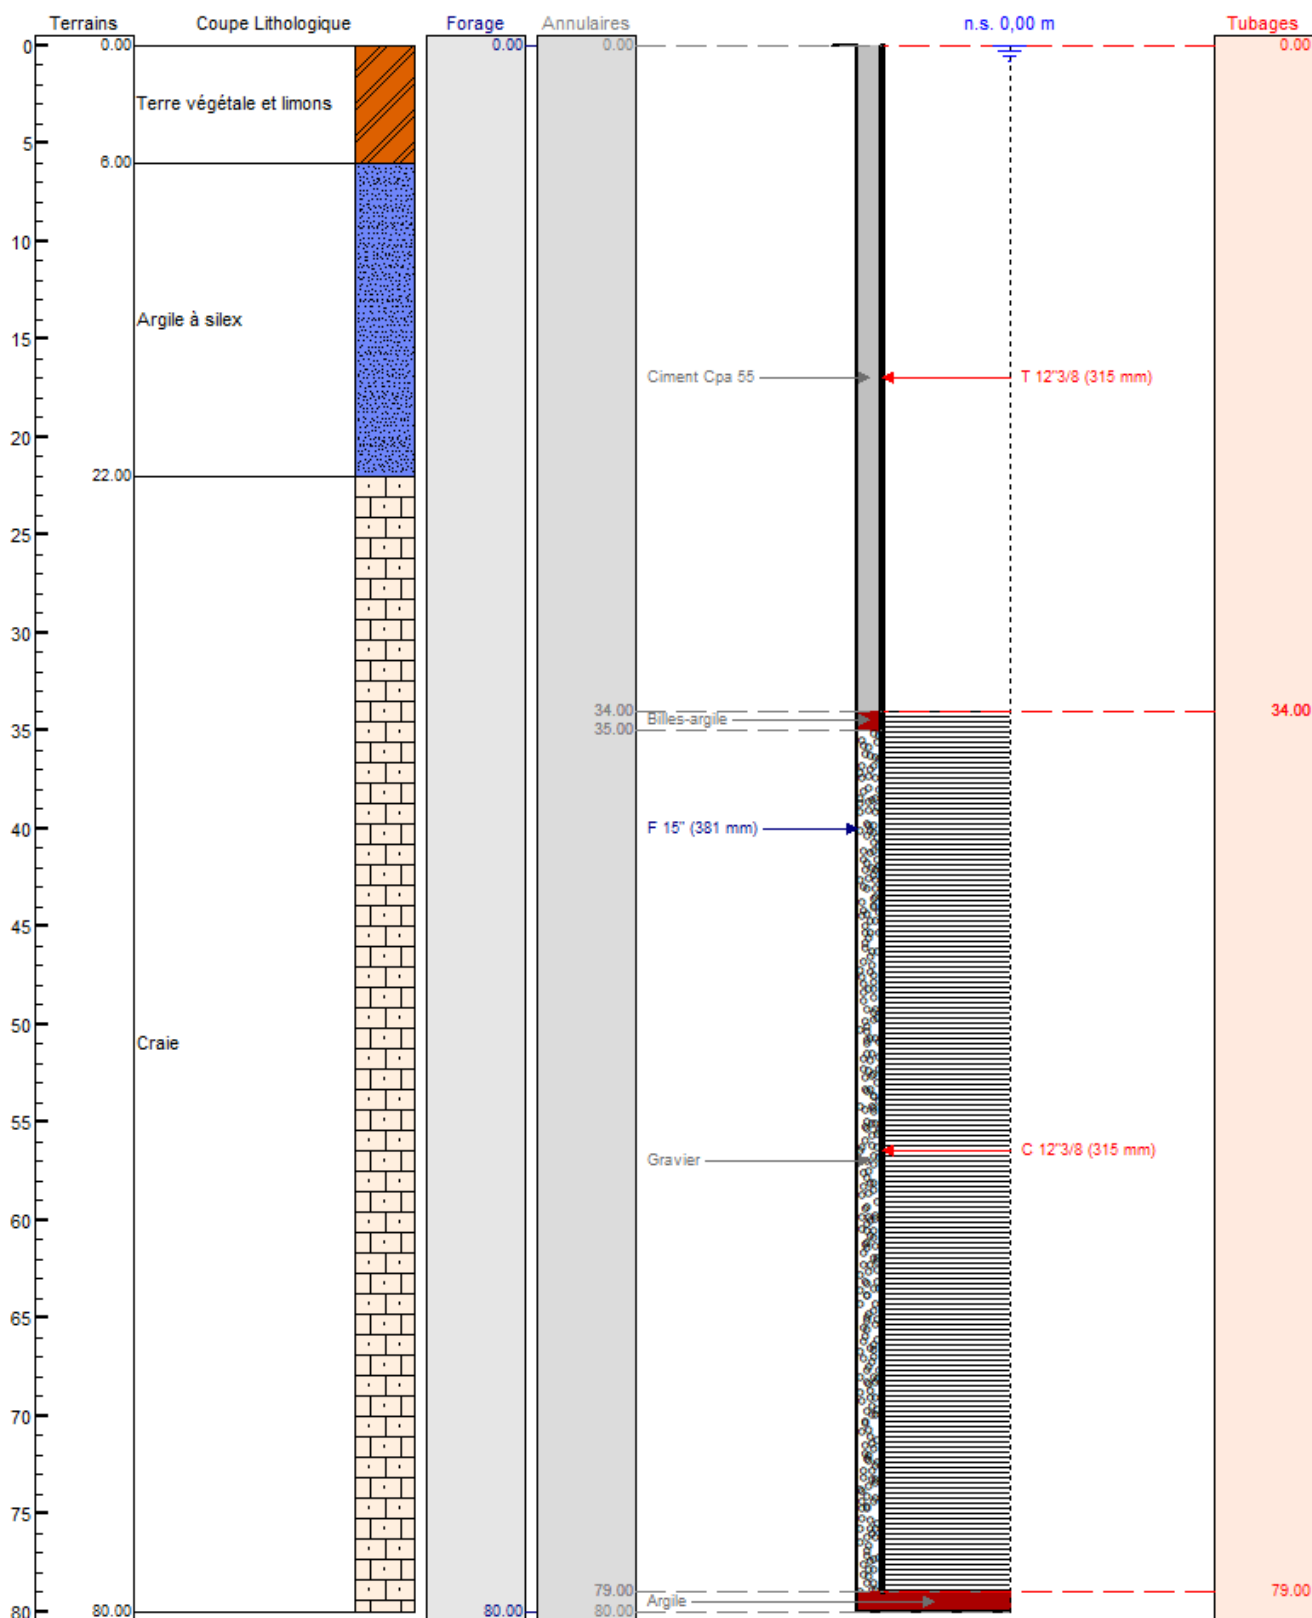 Terrains Coupe Lithologique Forage Annulaires n.s. 0,00 m Tubages
0 0.00 0.00 0.00 0.00
Terre végétale et limons
5
6.00
10
Argile à silex
15
Ciment Cpa 55 T 12"3/8 (315 mm)
20
22.00
25
30
34.00 34.00
Billes-argile
35 35.00
40 F 15" (381 mm)
45
50
Craie
55
C 12"3/8 (315 mm)
Gravier
60
65
70
75
79.00 79.00
Argile
80 80.00 80.00 80.00